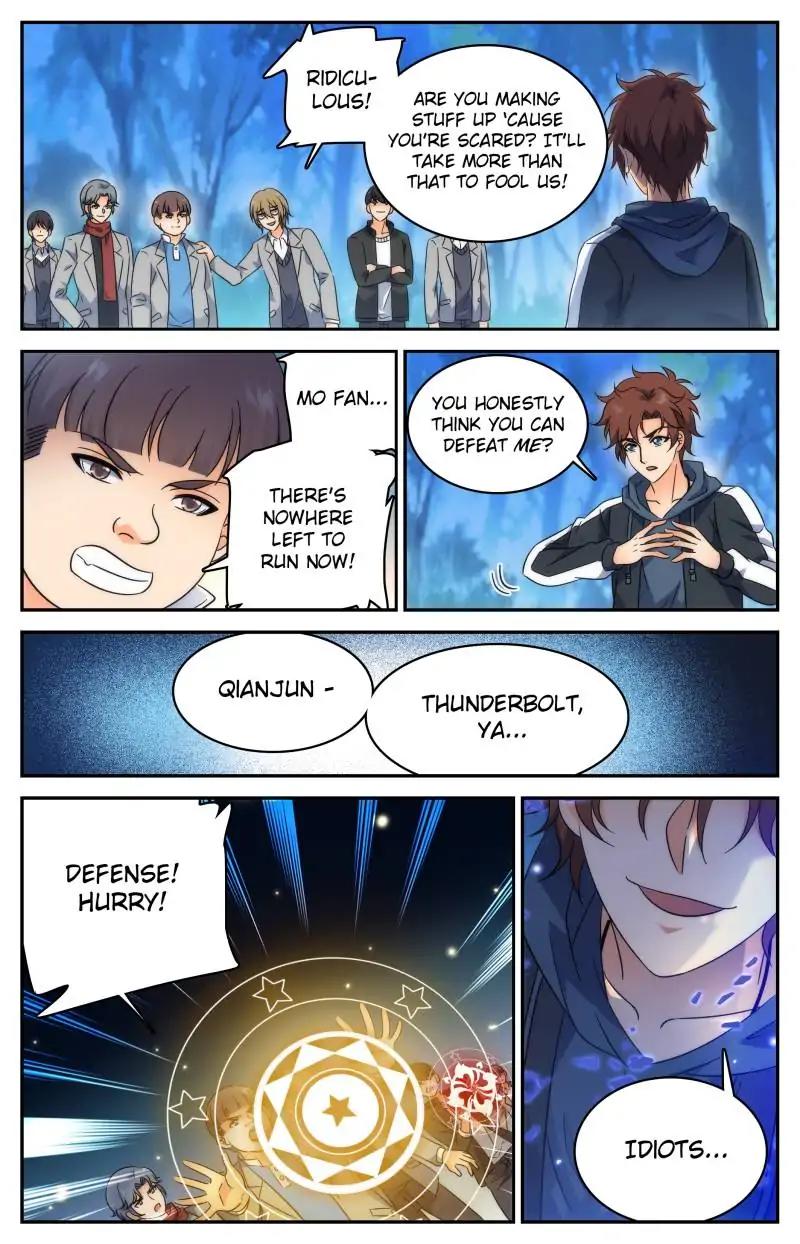 RIDICU-
LOUS!
ARE YOU MAKING
STUFF UP 'CAUSE
YOU'RE SCARED? IT'LL
TAKE MORE THAN
THAT TO FOOL US!
MO FAN...
THERE'S
NOWHERE
LEFT TO
RUN NOW!
YOU HONESTLY
THINK YOU CAN
DEFEAT ME?
QIANJUN -
THUNDERBOLT,
YA...
DEFENSE!
HURRY!
IDIOTS...